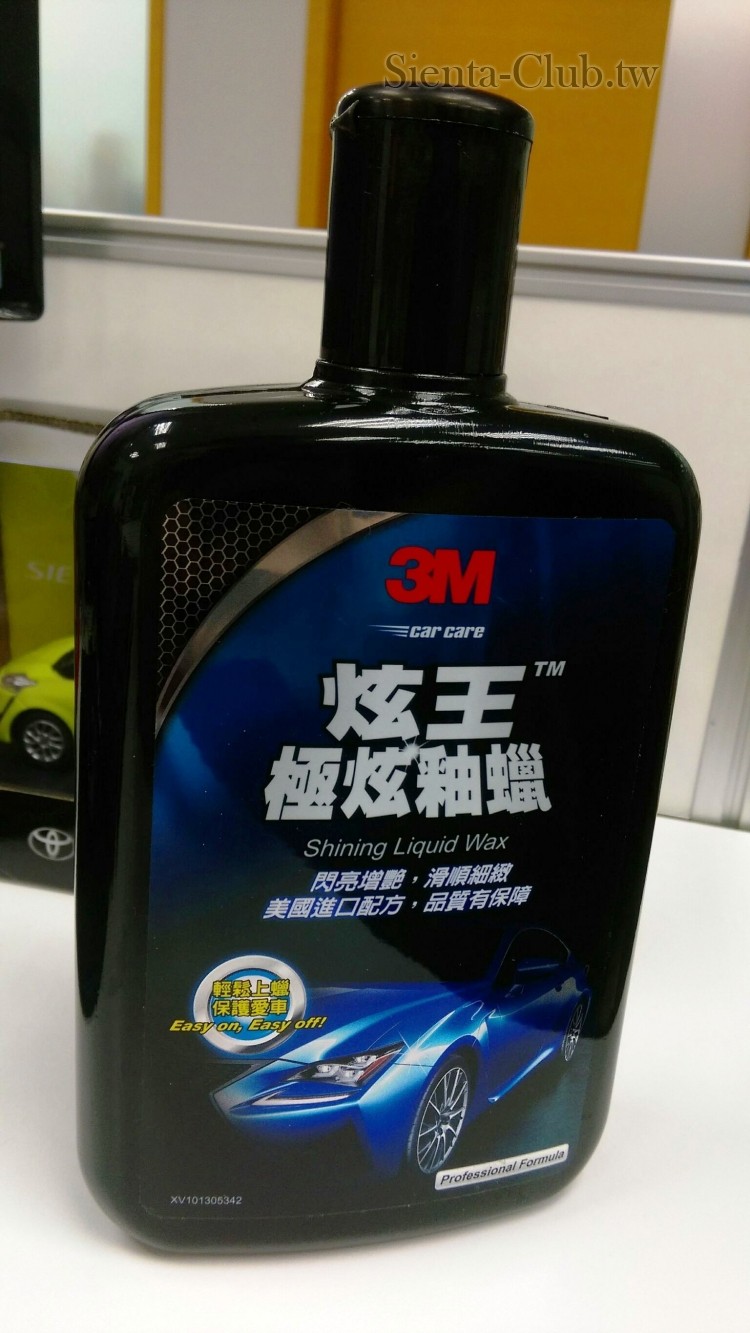 Sienta-Club.tw
3M
car care
炫王™
極炫釉蠟
Shining Liquid Wax
閃亮增艷，滑順細緻
美國進口配方，品質有保障
輕鬆上蠟
保護愛車
Easy on, Easy off!
Professional Formula
XV101305342
SIE